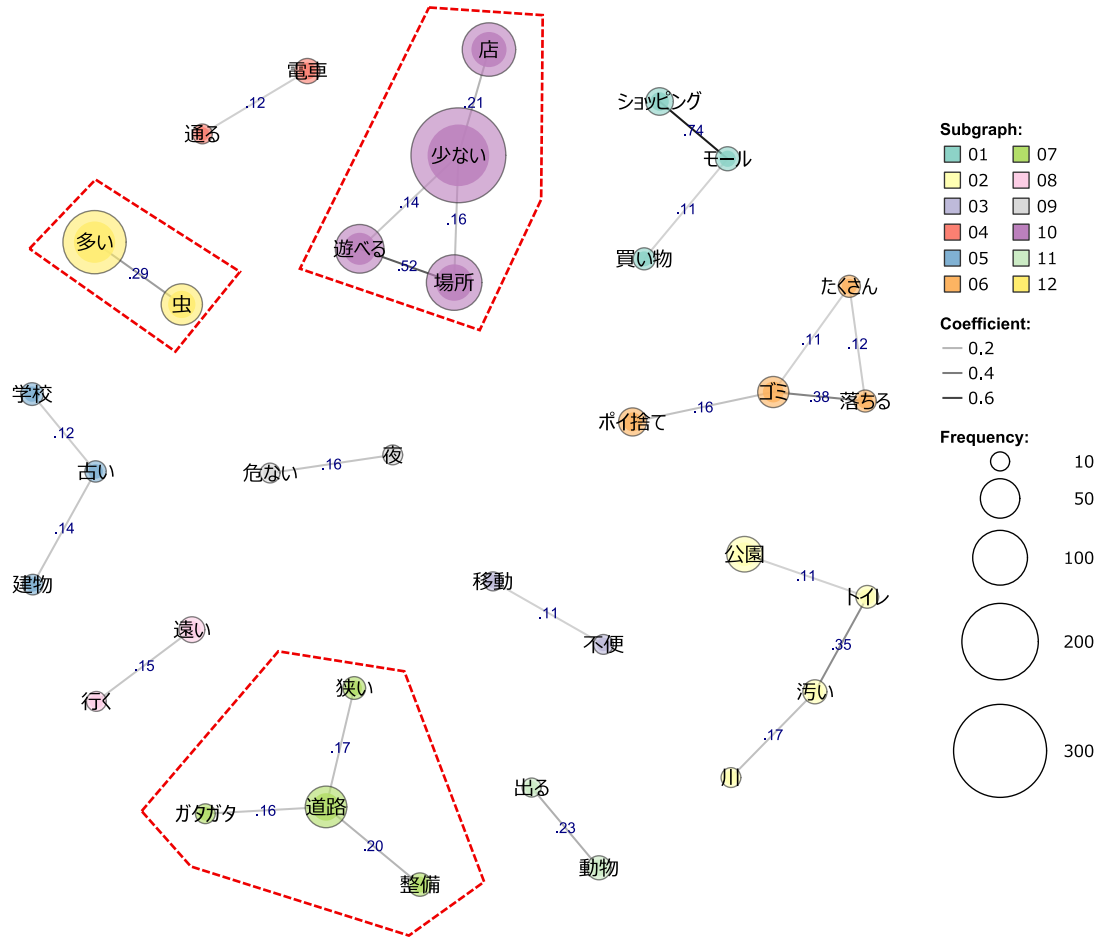 店
電車
.12
通る
.21
少ない
.14
.16
遊べる
.52
場所
ショッピング
.74
モール
.11
買い物
多い
.29
虫
たくさん
.11
.12
ゴミ
.38
落ちる
.16
ポイ捨て
学校
.12
古い
.14
建物
危ない
.16
夜
公園
.11
トイレ
.35
汚い
.17
川
移動
.11
不便
遠い
.15
行く
狭い
.17
ガタガタ
.16
道路
.20
整備
出る
.23
動物
Subgraph:
01 07
02 08
03 09
04 10
05 11
06 12
Coefficient:
0.2
0.4
0.6
Frequency:
10
50
100
200
300